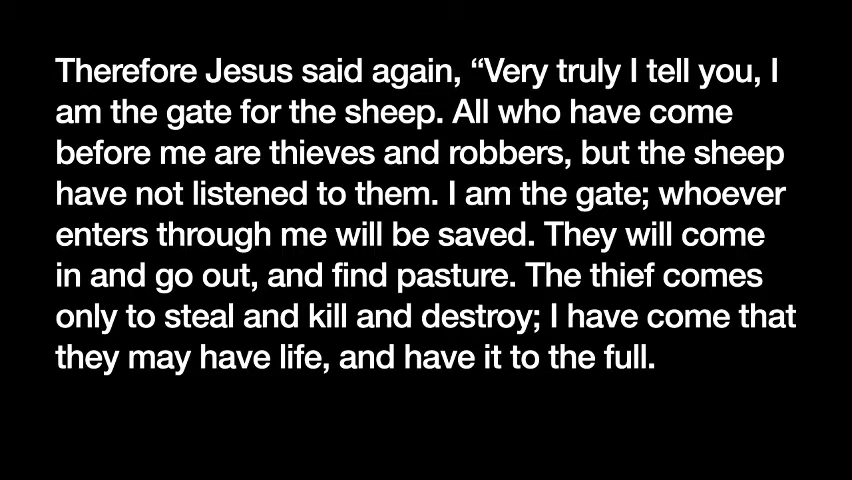 Therefore Jesus said again, “Very truly I tell you, I
am the gate for the sheep. All who have come
before me are thieves and robbers, but the sheep
have not listened to them. I am the gate; whoever
enters through me will be saved. They will come
in and go out, and find pasture. The thief comes
only to steal and kill and destroy; I have come that
they may have life, and have it to the full.